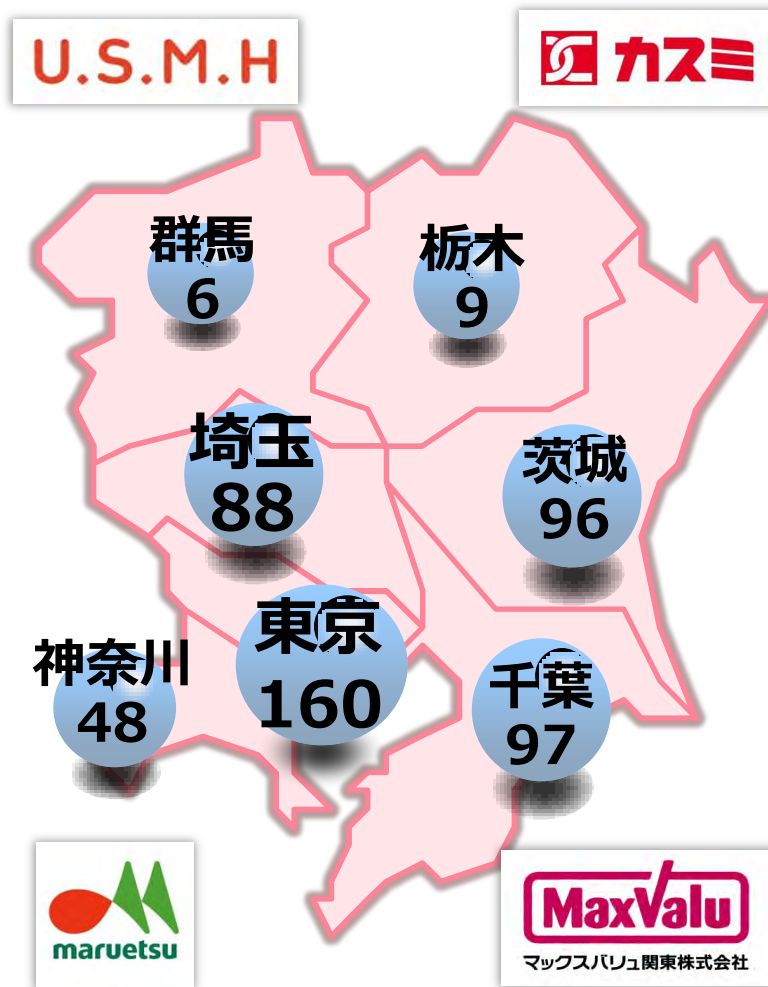 U.S.M.H
カスミ
群馬
6
栃木
9
埼玉
88
茨城
96
東京
160
神奈川
48
千葉
97
maruetsu
MaxValu
マックスバリュ関東株式会社